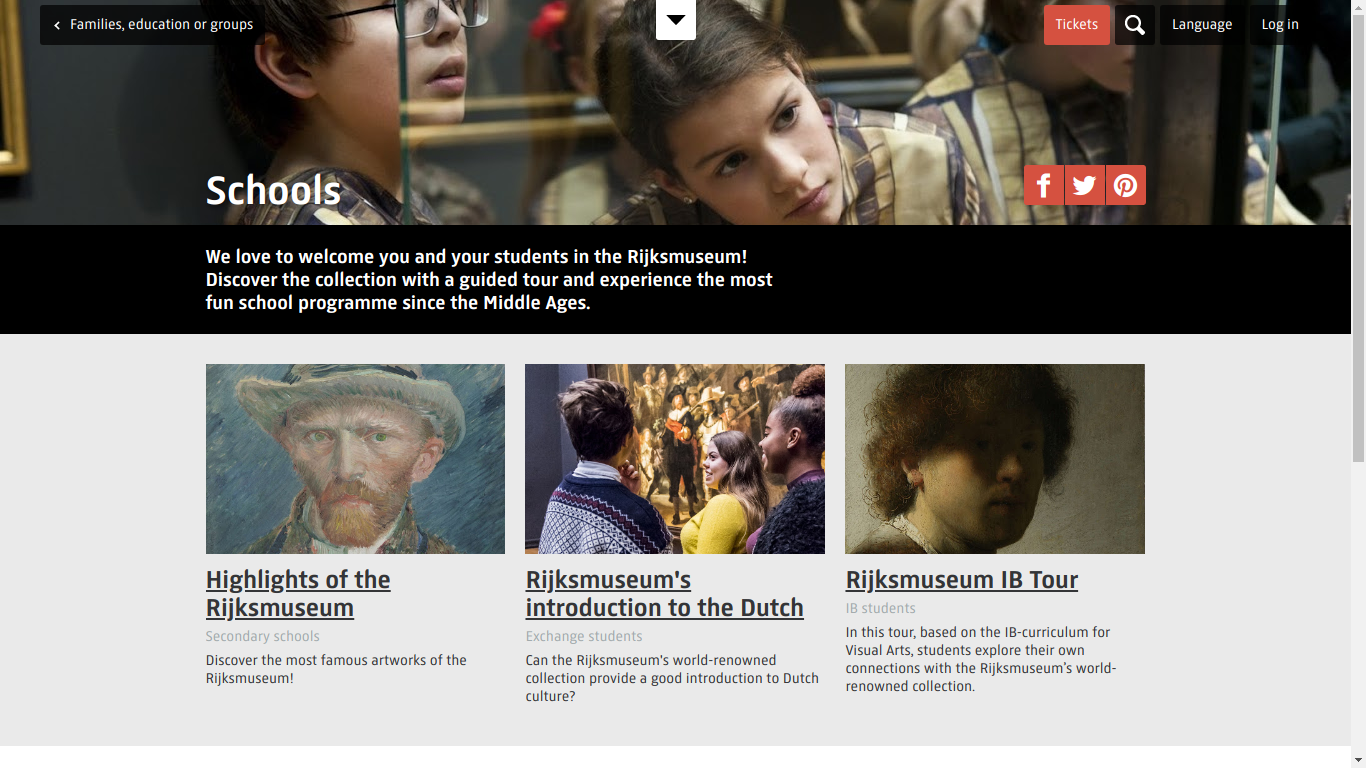 Families, education or groups
Tickets
Language
Log in
Schools
We love to welcome you and your students in the Rijksmuseum!
Discover the collection with a guided tour and experience the most
fun school programme since the Middle Ages.
Highlights of the
Rijksmuseum
Secondary schools
Discover the most famous artworks of the
Rijksmuseum!
Rijksmuseum's
introduction to the Dutch
Exchange students
Can the Rijksmuseum's world-renowned
collection provide a good introduction to Dutch
culture?
Rijksmuseum IB Tour
IB students
In this tour, based on the IB-curriculum for
Visual Arts, students explore their own
connections with the Rijksmuseum's world-
renowned collection.